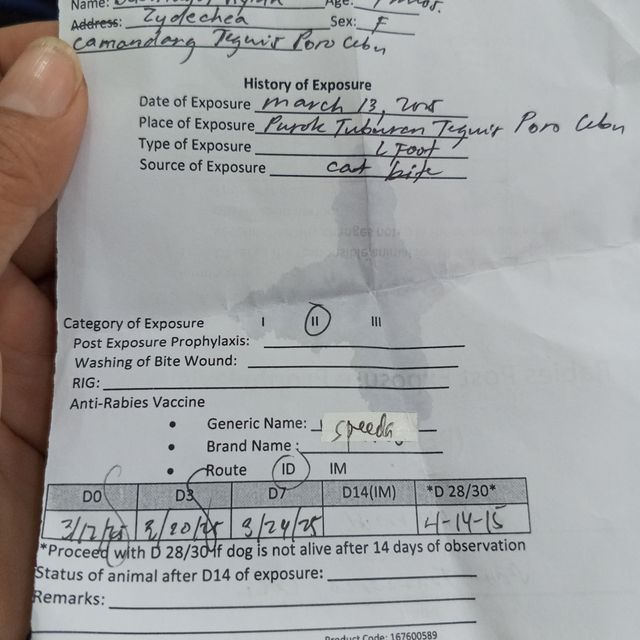 Name: Age: mos.
Address: Zydechea Sex: F
Camandang Teguis Poro Cebu
History of Exposure
Date of Exposure march 13, 2015
Place of Exposure Purok Tuburan Teguis Poro Cebu
Type of Exposure L Foot
Source of Exposure cat bite
Category of Exposure I II III
Post Exposure Prophylaxis:
Washing of Bite Wound:
RIG:
Anti-Rabies Vaccine
• Generic Name: speeda
• Brand Name :
• Route ID IM
D0 D3 D7 D14(IM) *D 28/30*
3/17/25 3/20/25 3/24/25 4-14-15
*Proceed with D 28/30 if dog is not alive after 14 days of observation
Status of animal after D14 of exposure:
Remarks:
Product Code: 167600589